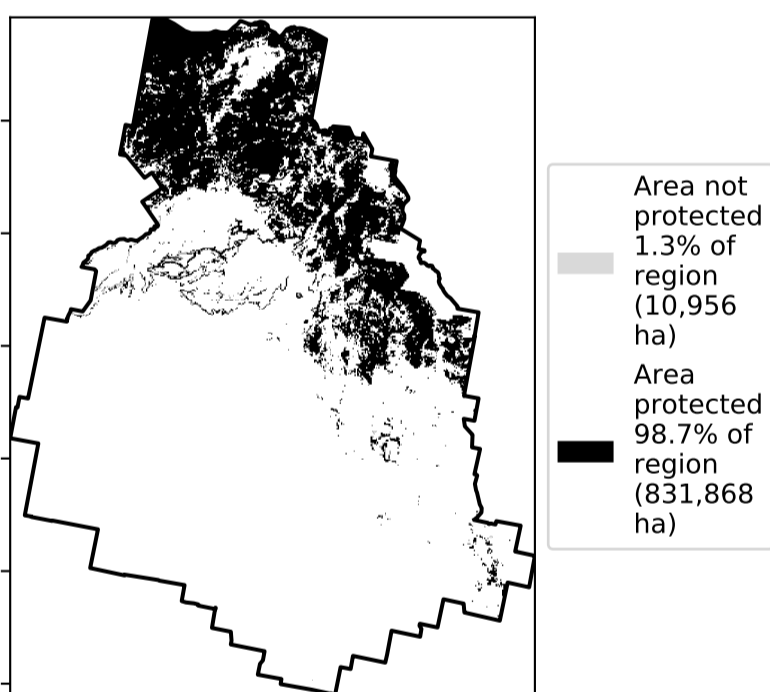 Area not
protected
1.3% of
region
(10,956
ha)
Area
protected
98.7% of
region
(831,868
ha)